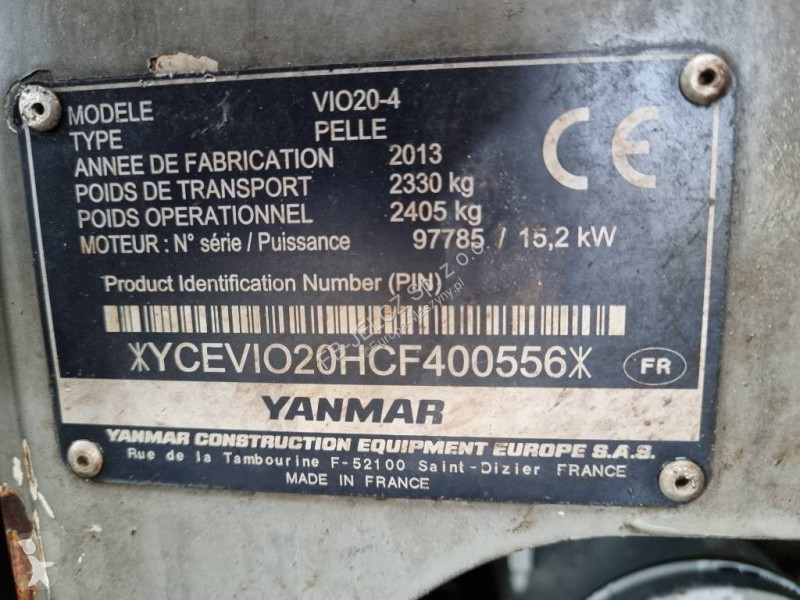 MODELE VIO20-4
TYPE PELLE
ANNEE DE FABRICATION 2013
POIDS DE TRANSPORT 2330 kg
POIDS OPERATIONNEL 2405 kg
MOTEUR : N° série / Puissance 97785 / 15,2 kW
CE
Product Identification Number (PIN)
*YCEVIO20HCF400556*
FR
YANMAR
YANMAR CONSTRUCTION EQUIPMENT EUROPE S.A.S.
Rue de la Tambourine F-52100 Saint-Dizier FRANCE
MADE IN FRANCE